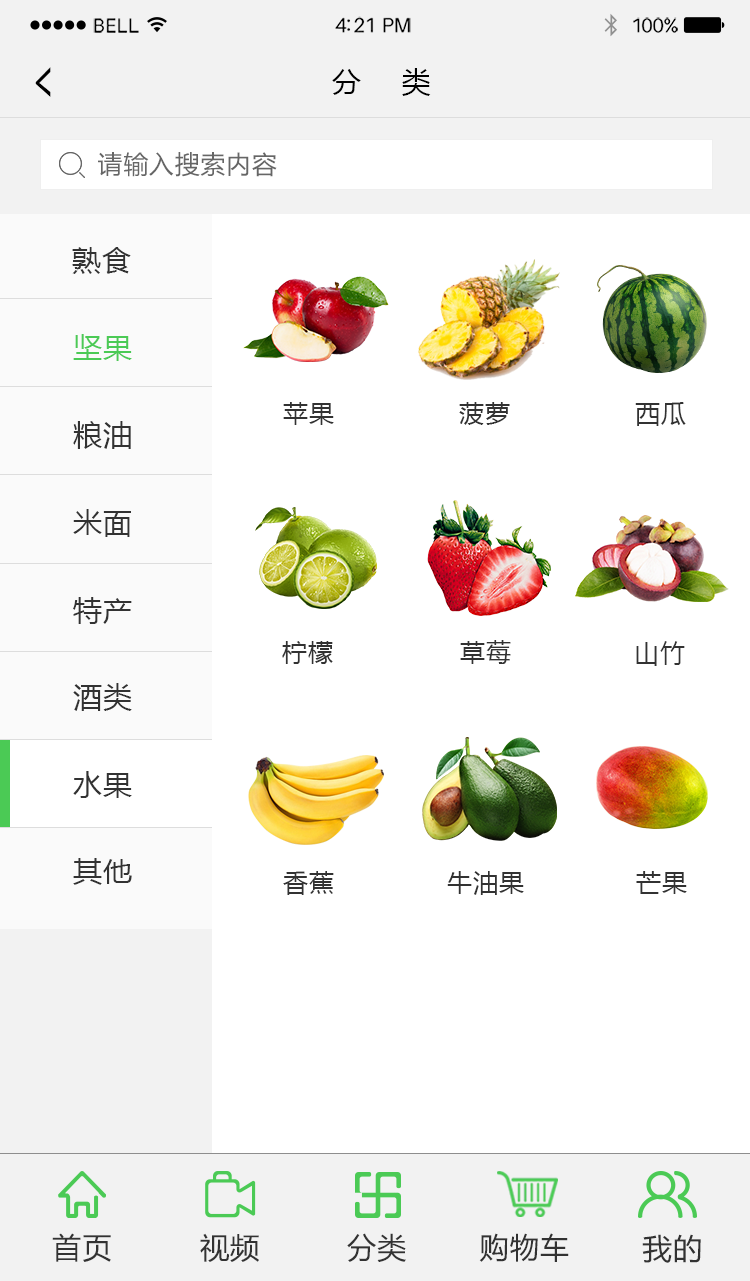 BELL 4:21 PM 100%
分 类
请输入搜索内容
熟食
坚果
粮油
米面
特产
酒类
水果
其他
苹果 菠萝 西瓜
柠檬 草莓 山竹
香蕉 牛油果 芒果
首页 视频 分类 购物车 我的